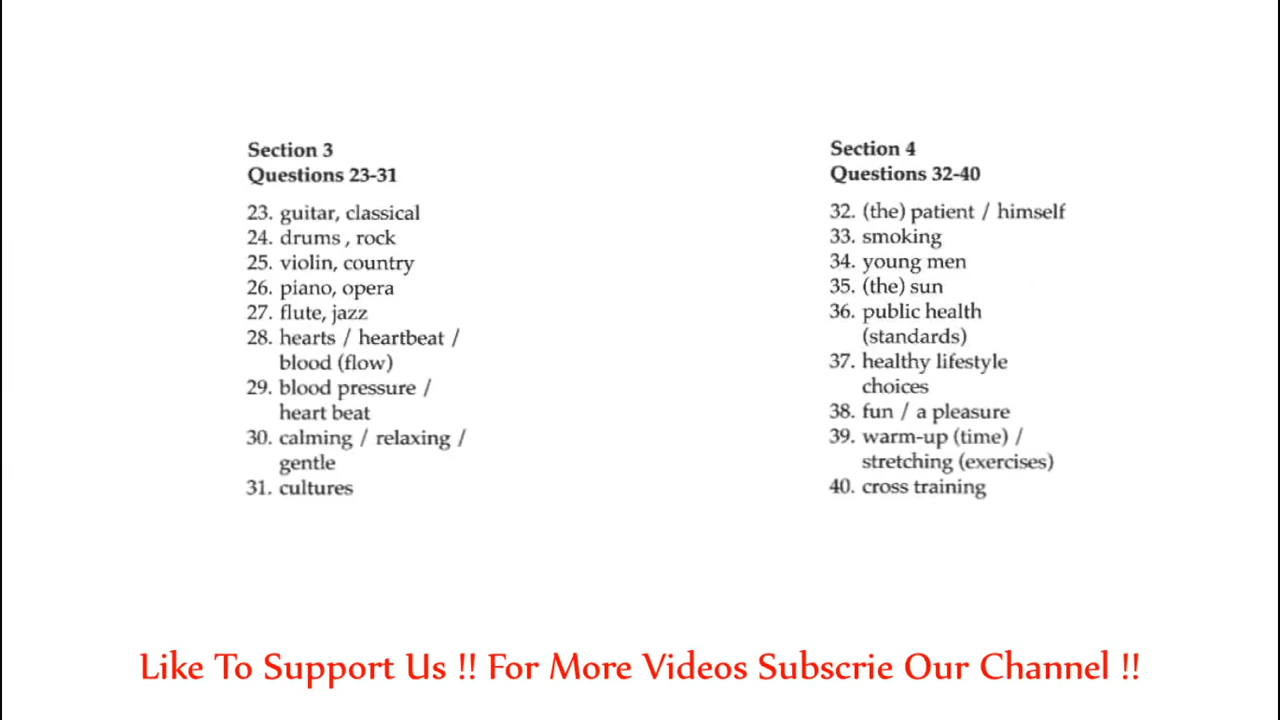 Section 3
Questions 23-31
23. guitar, classical
24. drums , rock
25. violin, country
26. piano, opera
27. flute, jazz
28. hearts / heartbeat /
blood (flow)
29. blood pressure /
heart beat
30. calming / relaxing /
gentle
31. cultures
Section 4
Questions 32-40
32. (the) patient / himself
33. smoking
34. young men
35. (the) sun
36. public health
(standards)
37. healthy lifestyle
choices
38. fun / a pleasure
39. warm-up (time) /
stretching (exercises)
40. cross training
Like To Support Us !! For More Videos Subscrie Our Channel !!